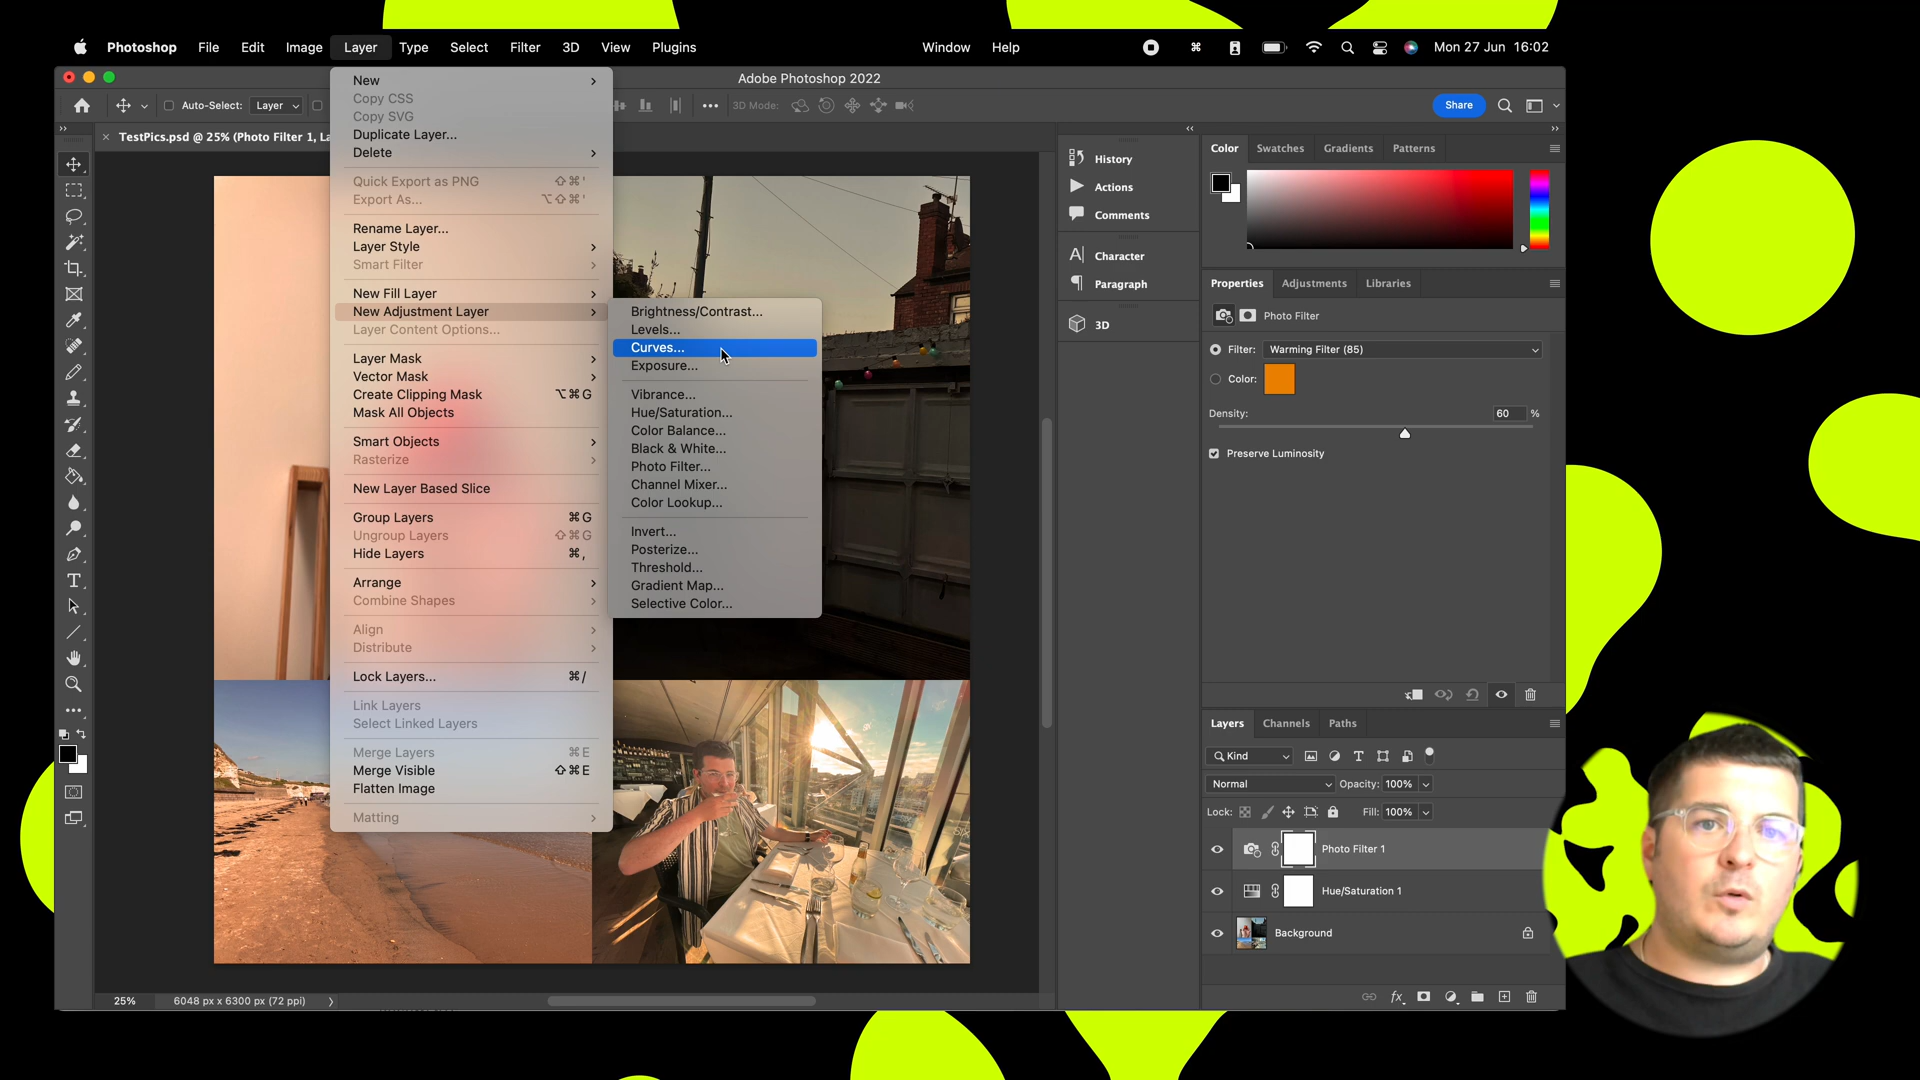 Photoshop File Edit Image Layer Type Select Filter 3D View Plugins Window Help Mon 27 Jun 16:02
Adobe Photoshop 2022
Auto-Select: Layer
3D Mode:
Share
TestPics.psd @ 25% (Photo Filter 1, La
New
Copy CSS
Copy SVG
Duplicate Layer...
Delete
Quick Export as PNG ⇧⌘'
Export As... ⌥⇧⌘'
Rename Layer...
Layer Style
Smart Filter
New Fill Layer
New Adjustment Layer
Layer Content Options...
Layer Mask
Vector Mask
Create Clipping Mask ⌥⌘G
Mask All Objects
Smart Objects
Rasterize
New Layer Based Slice
Group Layers ⌘G
Ungroup Layers ⇧⌘G
Hide Layers ⌘,
Arrange
Combine Shapes
Align
Distribute
Lock Layers... ⌘/
Link Layers
Select Linked Layers
Merge Layers ⌘E
Merge Visible ⇧⌘E
Flatten Image
Matting
Brightness/Contrast...
Levels...
Curves...
Exposure...
Vibrance...
Hue/Saturation...
Color Balance...
Black & White...
Photo Filter...
Channel Mixer...
Color Lookup...
Invert...
Posterize...
Threshold...
Gradient Map...
Selective Color...
History
Actions
Comments
Character
Paragraph
3D
Color Swatches Gradients Patterns
Properties Adjustments Libraries
Photo Filter
Filter: Warming Filter (85)
Color:
Density: 60 %
Preserve Luminosity
Layers Channels Paths
Kind
Normal Opacity: 100%
Lock: Fill: 100%
Photo Filter 1
Hue/Saturation 1
Background
fx
25% 6048 px x 6300 px (72 ppi)